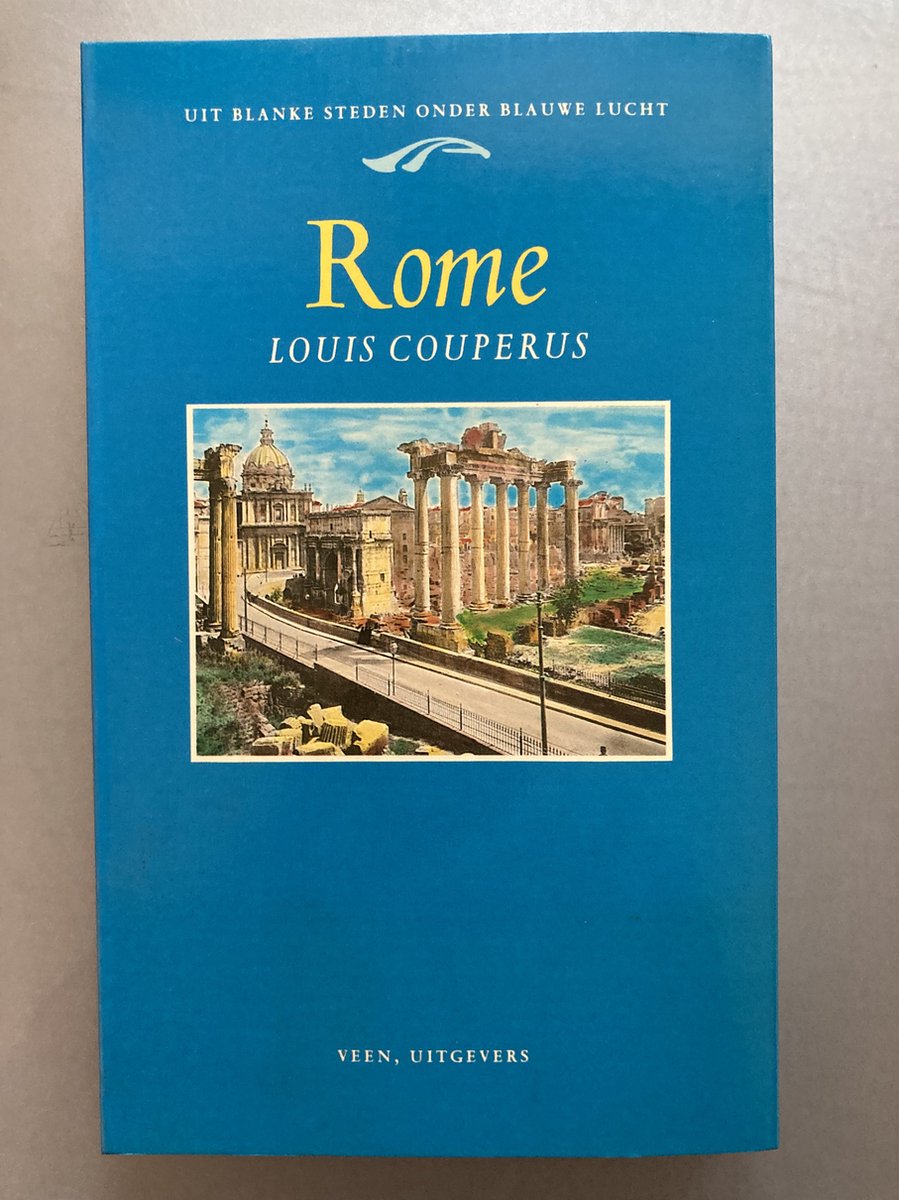 UIT BLANKE STEDEN ONDER BLAUWE LUCHT
Rome
LOUIS COUPERUS
VEEN, UITGEVERS